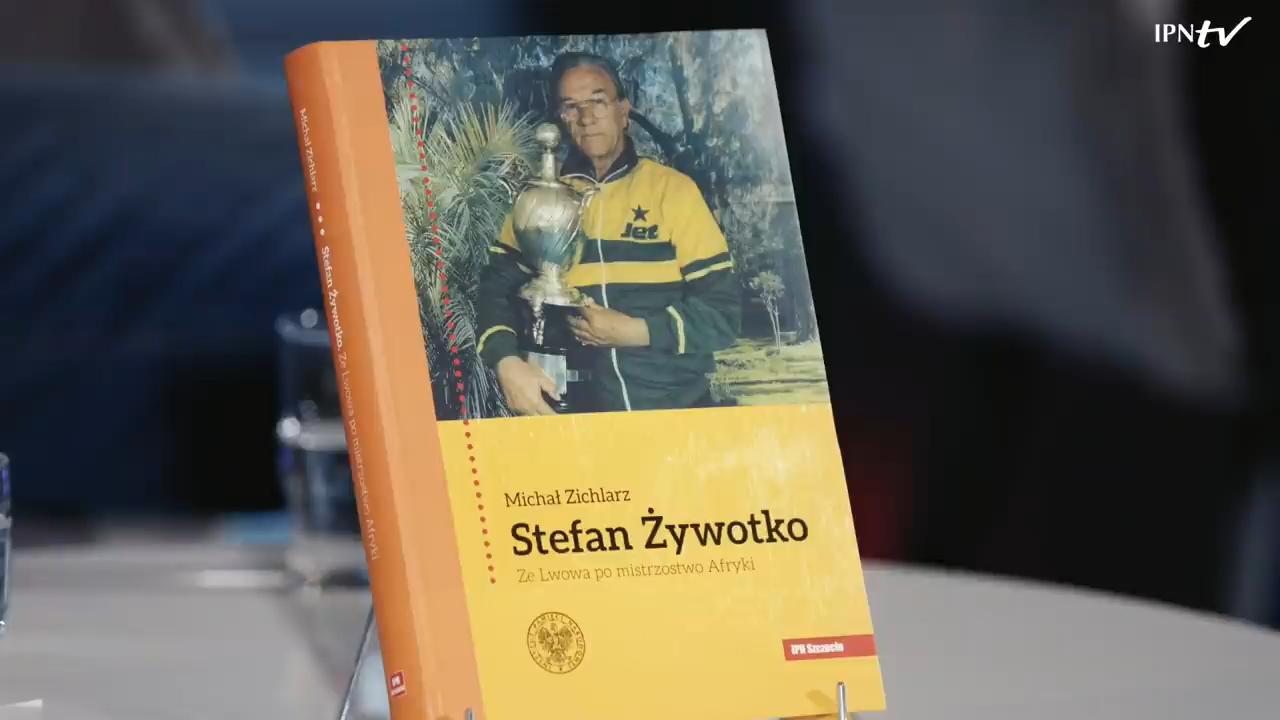 IPNtv
Michał Zichlarz ••• Stefan Żywotko. Ze Lwowa po mistrzostwo Afryki
Jet
Michał Zichlarz
Stefan Żywotko
Ze Lwowa po mistrzostwo Afryki
IPN Szczecin